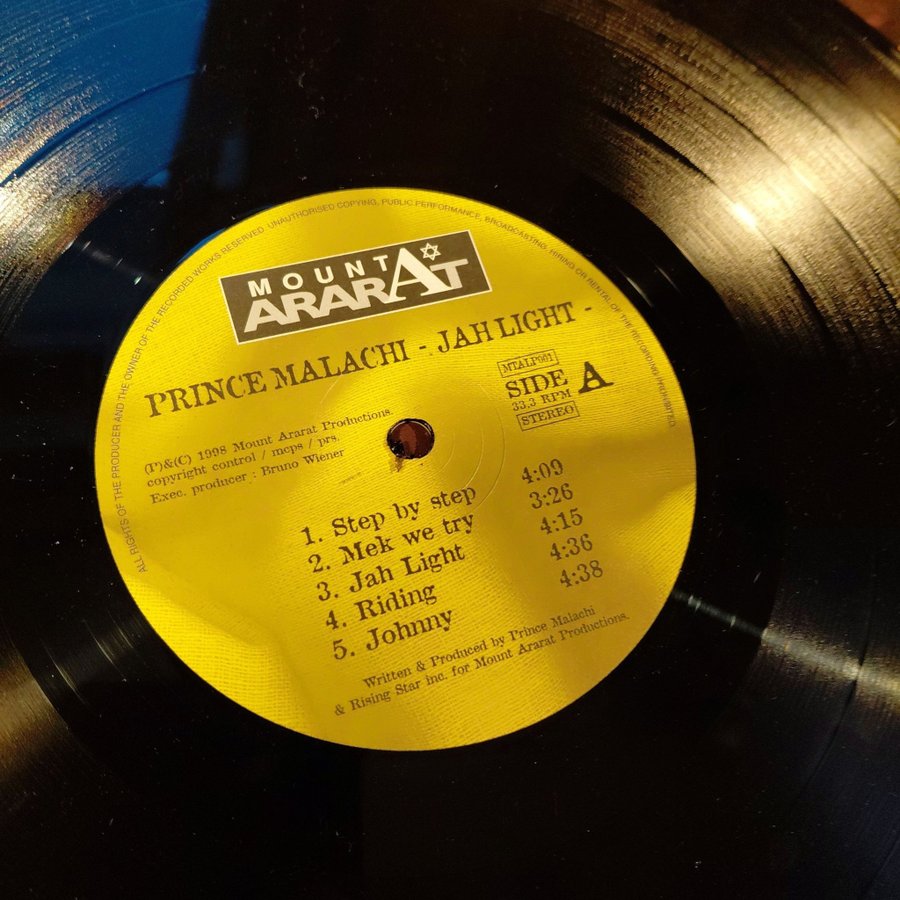 ALL RIGHTS OF THE PRODUCER AND THE OWNER OF THE RECORDED WORKS RESERVED. UNAUTHORISED COPYING, PUBLIC PERFORMANCE, BROADCASTING, HIRING OR RENTAL OF THE RECORDING PROHIBITED.
MOUNT
ARARAT
PRINCE MALACHI - JAH LIGHT -
MTALP001
SIDE A
33,3 RPM
STEREO
(P)&(C) 1998 Mount Ararat Productions.
copyright control / mcps / prs.
Exec. producer : Bruno Wiener
1. Step by step 4:09
2. Mek we try 3:26
3. Jah Light 4:15
4. Riding 4:36
5. Johnny 4:38
Written & Produced by Prince Malachi
& Rising Star inc. for Mount Ararat Productions.